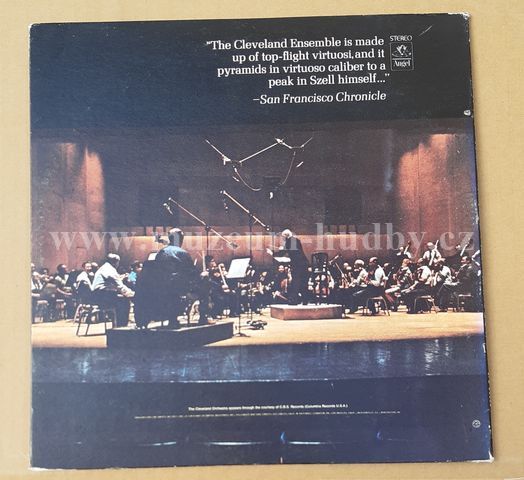 "The Cleveland Ensemble is made
up of top-flight virtuosi, and it
pyramids in virtuoso caliber to a
peak in Szell himself..."
–San Francisco Chronicle
STEREO
Angel
www.muzeum-hudby.cz
The Cleveland Orchestra appears through the courtesy of C.B.S. Records (Columbia Records U.S.A.)